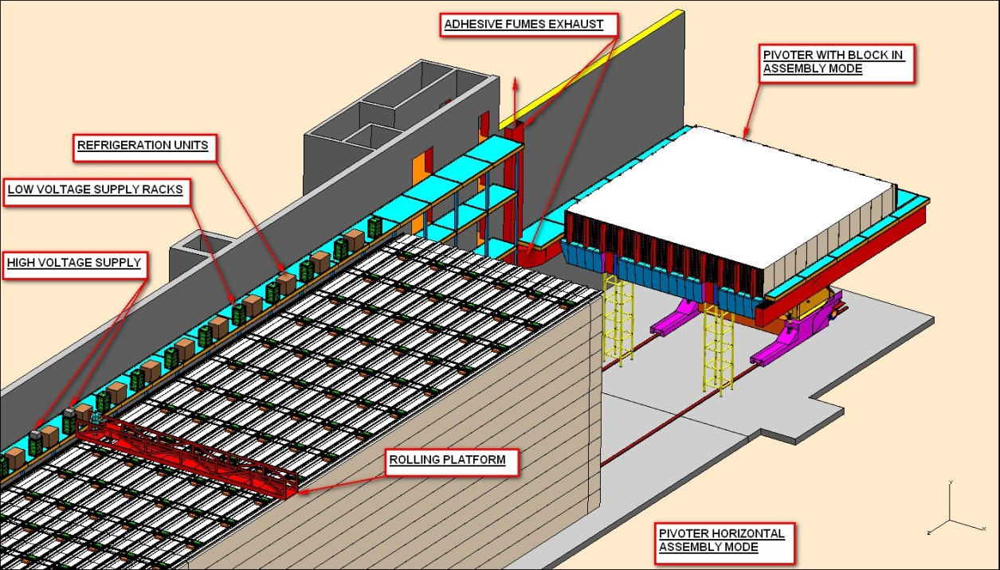 ADHESIVE FUMES EXHAUST
PIVOTER WITH BLOCK IN
ASSEMBLY MODE
REFRIGERATION UNITS
LOW VOLTAGE SUPPLY RACKS
HIGH VOLTAGE SUPPLY
ROLLING PLATFORM
PIVOTER HORIZONTAL
ASSEMBLY MODE
Y
X
Z